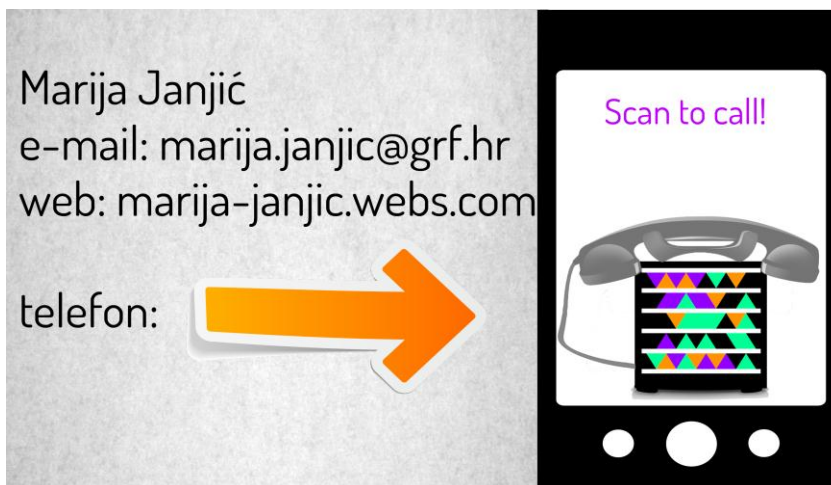 Marija Janjić
e-mail: marija.janjic@grf.hr
web: marija-janjic.webs.com
telefon:
Scan to call!